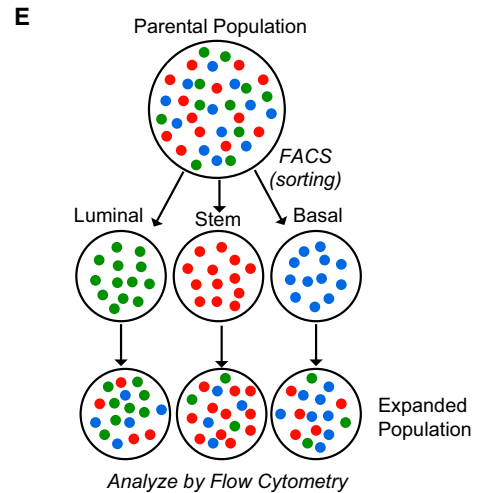 E
Parental Population
FACS
(sorting)
Luminal
Stem
Basal
Expanded
Population
Analyze by Flow Cytometry